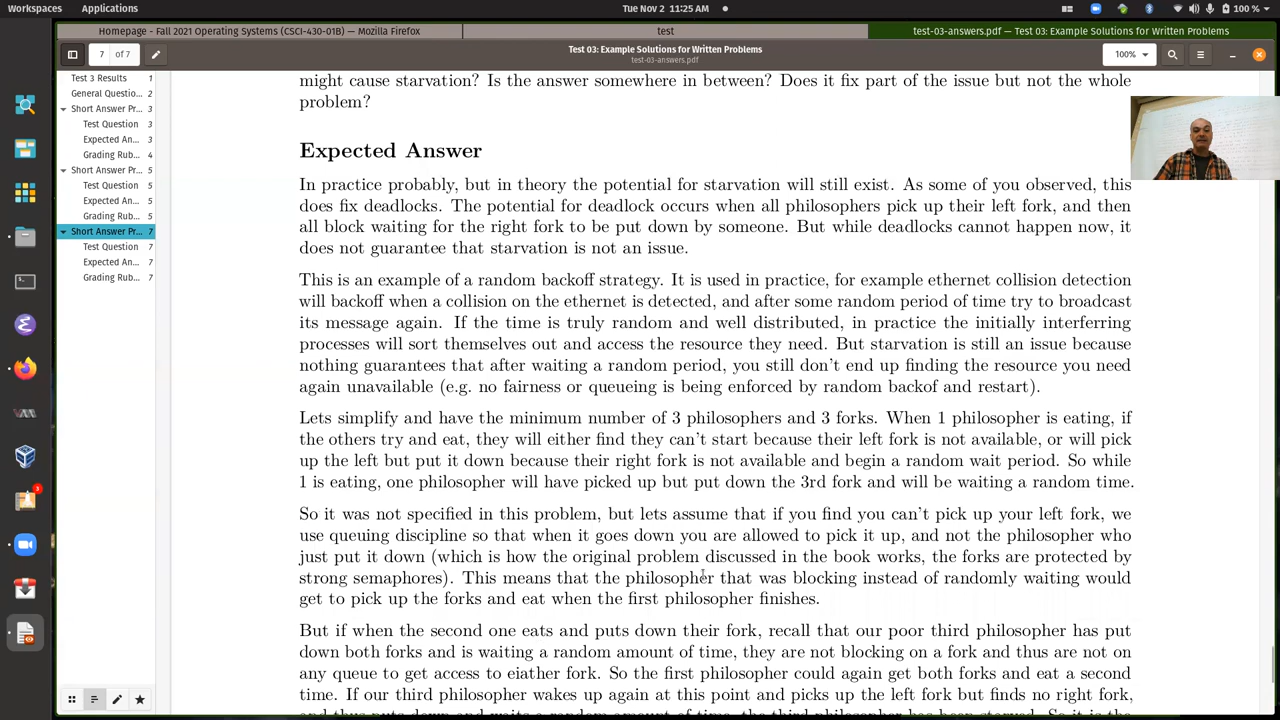 Workspaces
Applications
Tue Nov 2 11:25 AM
100 %
Homepage - Fall 2021 Operating Systems (CSCI-430-01B) — Mozilla Firefox
test
test-03-answers.pdf — Test 03: Example Solutions for Written Problems
7 of 7
Test 03: Example Solutions for Written Problems
test-03-answers.pdf
100%
Test 3 Results 1
General Questio... 2
Short Answer Pr... 3
Test Question 3
Expected An... 3
Grading Rub... 4
Short Answer Pr... 5
Test Question 5
Expected An... 5
Grading Rub... 5
Short Answer Pr... 7
Test Question 7
Expected An... 7
Grading Rub... 7
3
might cause starvation? Is the answer somewhere in between? Does it fix part of the issue but not the whole
problem?
Expected Answer
In practice probably, but in theory the potential for starvation will still exist. As some of you observed, this
does fix deadlocks. The potential for deadlock occurs when all philosophers pick up their left fork, and then
all block waiting for the right fork to be put down by someone. But while deadlocks cannot happen now, it
does not guarantee that starvation is not an issue.
This is an example of a random backoff strategy. It is used in practice, for example ethernet collision detection
will backoff when a collision on the ethernet is detected, and after some random period of time try to broadcast
its message again. If the time is truly random and well distributed, in practice the initially interferring
processes will sort themselves out and access the resource they need. But starvation is still an issue because
nothing guarantees that after waiting a random period, you still don't end up finding the resource you need
again unavailable (e.g. no fairness or queueing is being enforced by random backof and restart).
Lets simplify and have the minimum number of 3 philosophers and 3 forks. When 1 philosopher is eating, if
the others try and eat, they will either find they can't start because their left fork is not available, or will pick
up the left but put it down because their right fork is not available and begin a random wait period. So while
1 is eating, one philosopher will have picked up but put down the 3rd fork and will be waiting a random time.
So it was not specified in this problem, but lets assume that if you find you can't pick up your left fork, we
use queuing discipline so that when it goes down you are allowed to pick it up, and not the philosopher who
just put it down (which is how the original problem discussed in the book works, the forks are protected by
strong semaphores). This means that the philosopher that was blocking instead of randomly waiting would
get to pick up the forks and eat when the first philosopher finishes.
But if when the second one eats and puts down their fork, recall that our poor third philosopher has put
down both forks and is waiting a random amount of time, they are not blocking on a fork and thus are not on
any queue to get access to eiather fork. So the first philosopher could again get both forks and eat a second
time. If our third philosopher wakes up again at this point and picks up the left fork but finds no right fork,
and thus puts down and waits a random amount of time, the third philosopher has been starved. So it is the